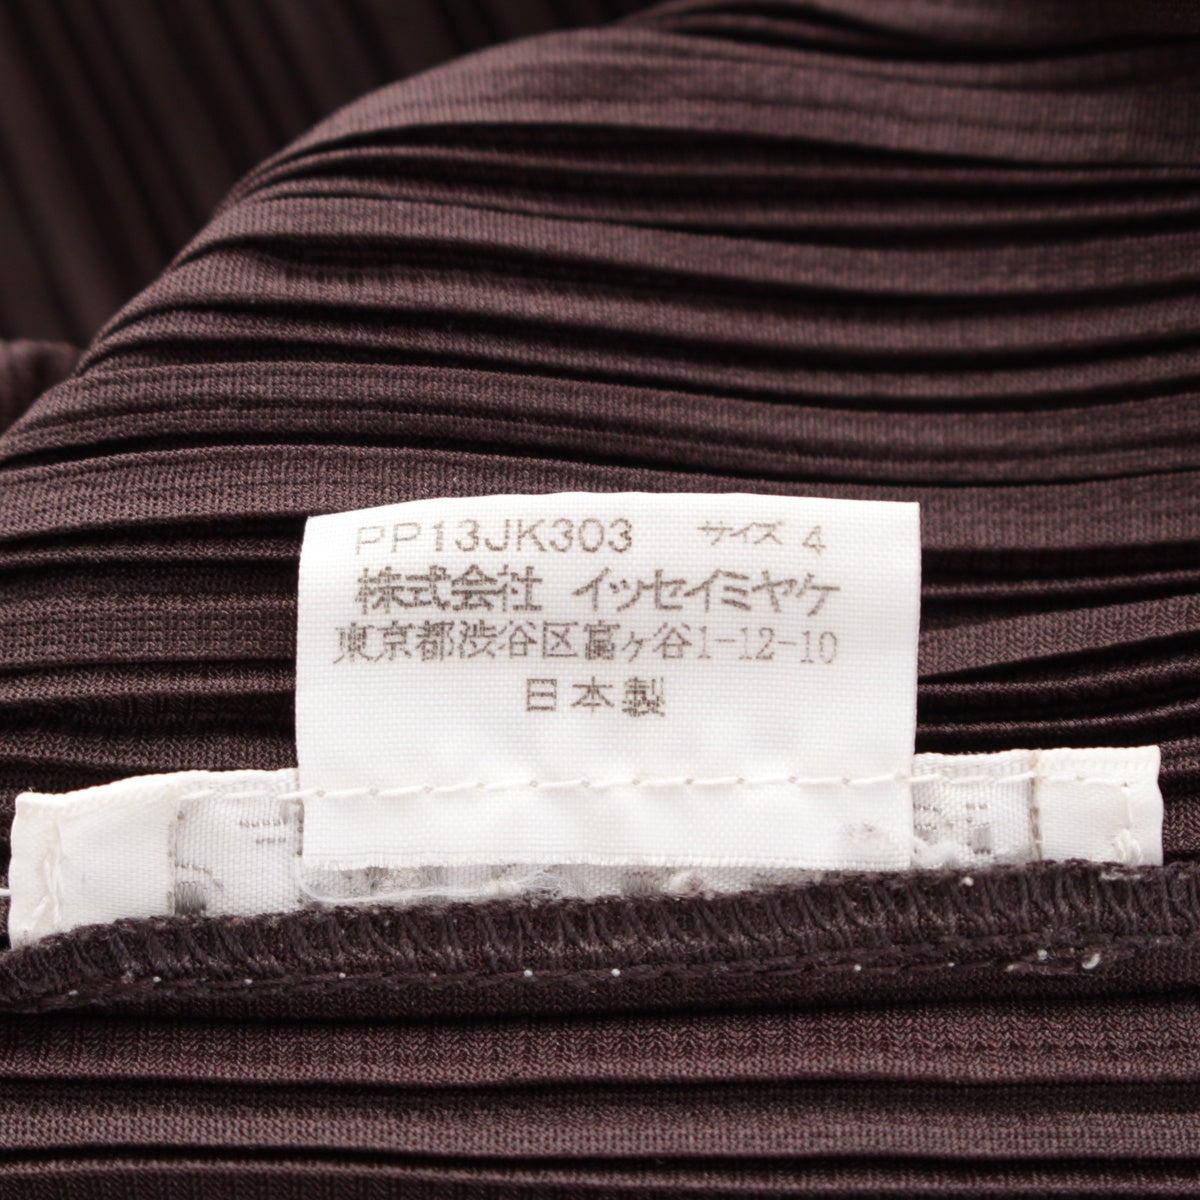 PP13JK303 サイズ 4
株式会社 イッセイミヤケ
東京都渋谷区富ヶ谷1-12-10
日本製